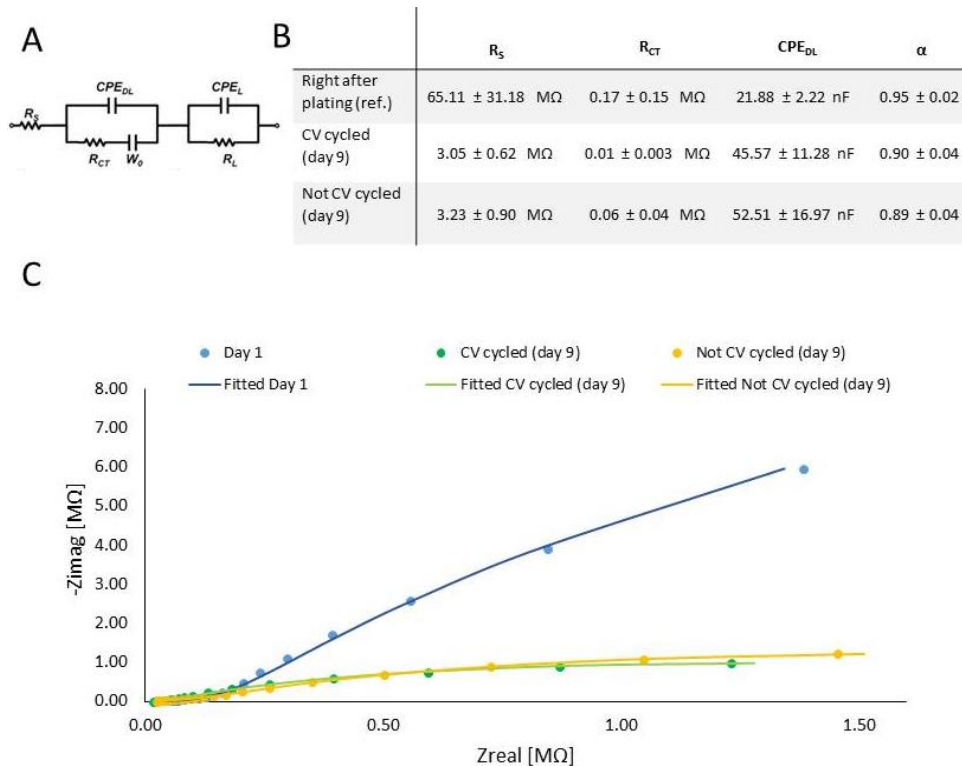 A
CPE_DL
CPE_L
R_S
R_CT
W_0
R_L
B
R_S R_CT CPE_DL α
Right after
plating (ref.) 65.11 ± 31.18 MΩ 0.17 ± 0.15 MΩ 21.88 ± 2.22 nF 0.95 ± 0.02
CV cycled
(day 9) 3.05 ± 0.62 MΩ 0.01 ± 0.003 MΩ 45.57 ± 11.28 nF 0.90 ± 0.04
Not CV cycled
(day 9) 3.23 ± 0.90 MΩ 0.06 ± 0.04 MΩ 52.51 ± 16.97 nF 0.89 ± 0.04
C
Day 1 CV cycled (day 9) Not CV cycled (day 9)
Fitted Day 1 Fitted CV cycled (day 9) Fitted Not CV cycled (day 9)
8.00
7.00
6.00
5.00
4.00
3.00
2.00
1.00
0.00
-Zimag [MΩ]
0.00 0.50 1.00 1.50
Zreal [MΩ]